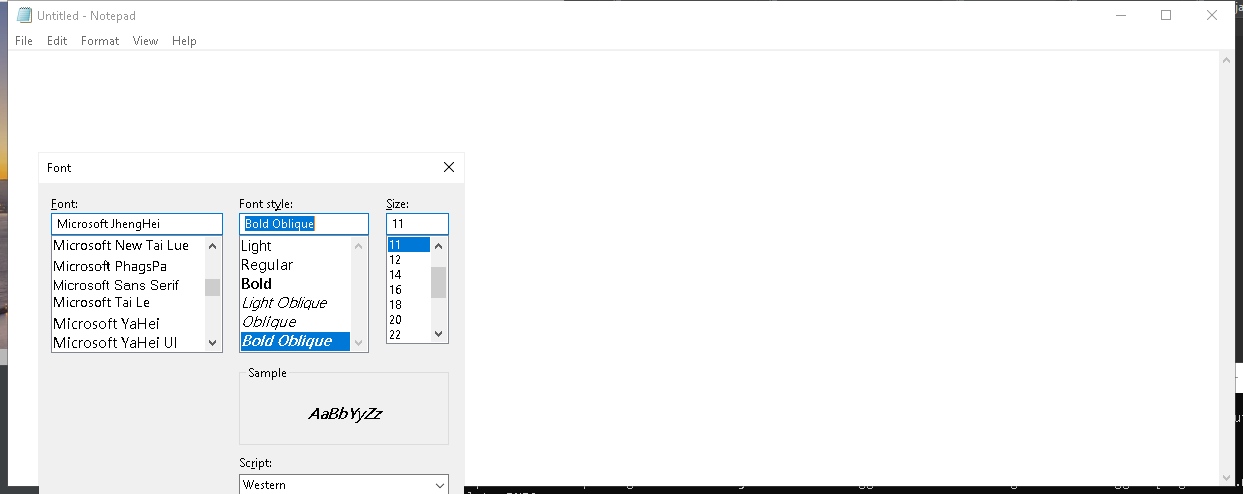 Untitled - Notepad
File Edit Format View Help
Font
Font: Font style: Size:
Microsoft JhengHei Bold Oblique 11
Microsoft New Tai Lue Light 11
Microsoft PhagsPa Regular 12
Microsoft Sans Serif Bold 14
Microsoft Tai Le Light Oblique 16
Microsoft YaHei Oblique 18
Microsoft YaHei UI Bold Oblique 20
22
Sample
AaBbYyZz
Script:
Western